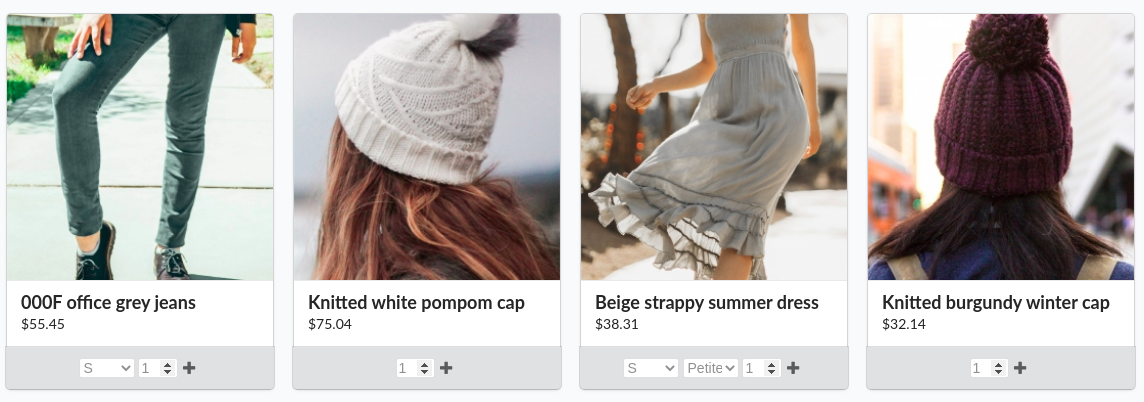 000F office grey jeans
$55.45
S 1
Knitted white pompom cap
$75.04
1
Beige strappy summer dress
$38.31
S Petite 1
Knitted burgundy winter cap
$32.14
1